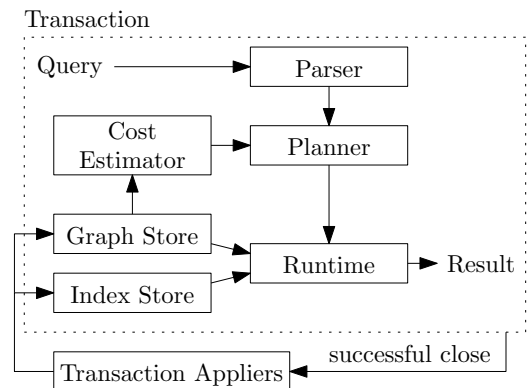 Transaction
Query
Parser
Cost
Estimator
Planner
Graph Store
Runtime
Result
Index Store
successful close
Transaction Appliers